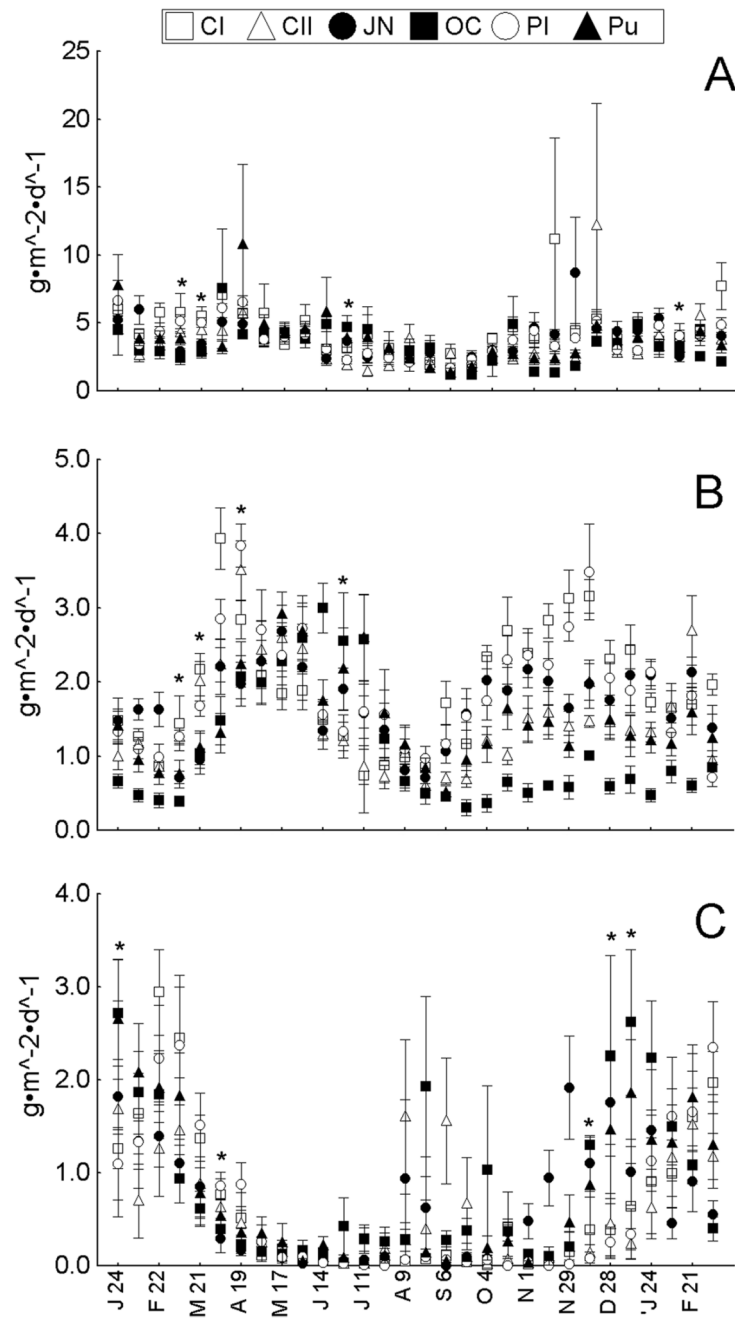 CI CII JN OC PI Pu
A
25
20
15
10
5
0
g•m^-2•d^-1
* * * *
B
5.0
4.0
3.0
2.0
1.0
0.0
g•m^-2•d^-1
* * * *
C
4.0
3.0
2.0
1.0
0.0
g•m^-2•d^-1
* * * * *
J 24 F 22 M 21 A 19 M 17 J 14 J 11 A 9 S 6 O 4 N 1 N 29 D 28 'J 24 F 21